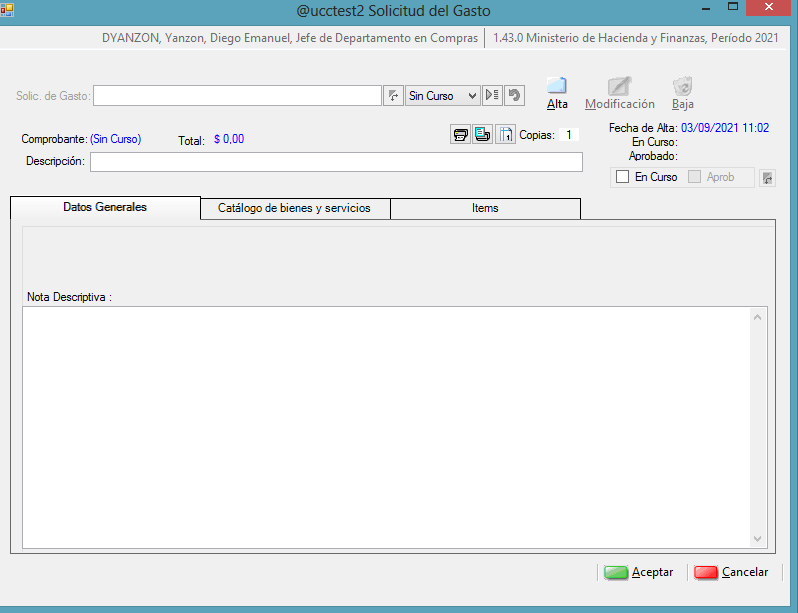 @ucctest2 Solicitud del Gasto
DYANZON, Yanzon, Diego Emanuel, Jefe de Departamento en Compras 1.43.0 Ministerio de Hacienda y Finanzas, Período 2021
Solic. de Gasto: Sin Curso
Alta Modificación Baja
Comprobante: (Sin Curso) Total: $ 0,00 Copias: 1
Fecha de Alta: 03/09/2021 11:02
En Curso:
Aprobado:
Descripción:
En Curso Aprob
Datos Generales Catálogo de bienes y servicios Items
Nota Descriptiva :
Aceptar Cancelar